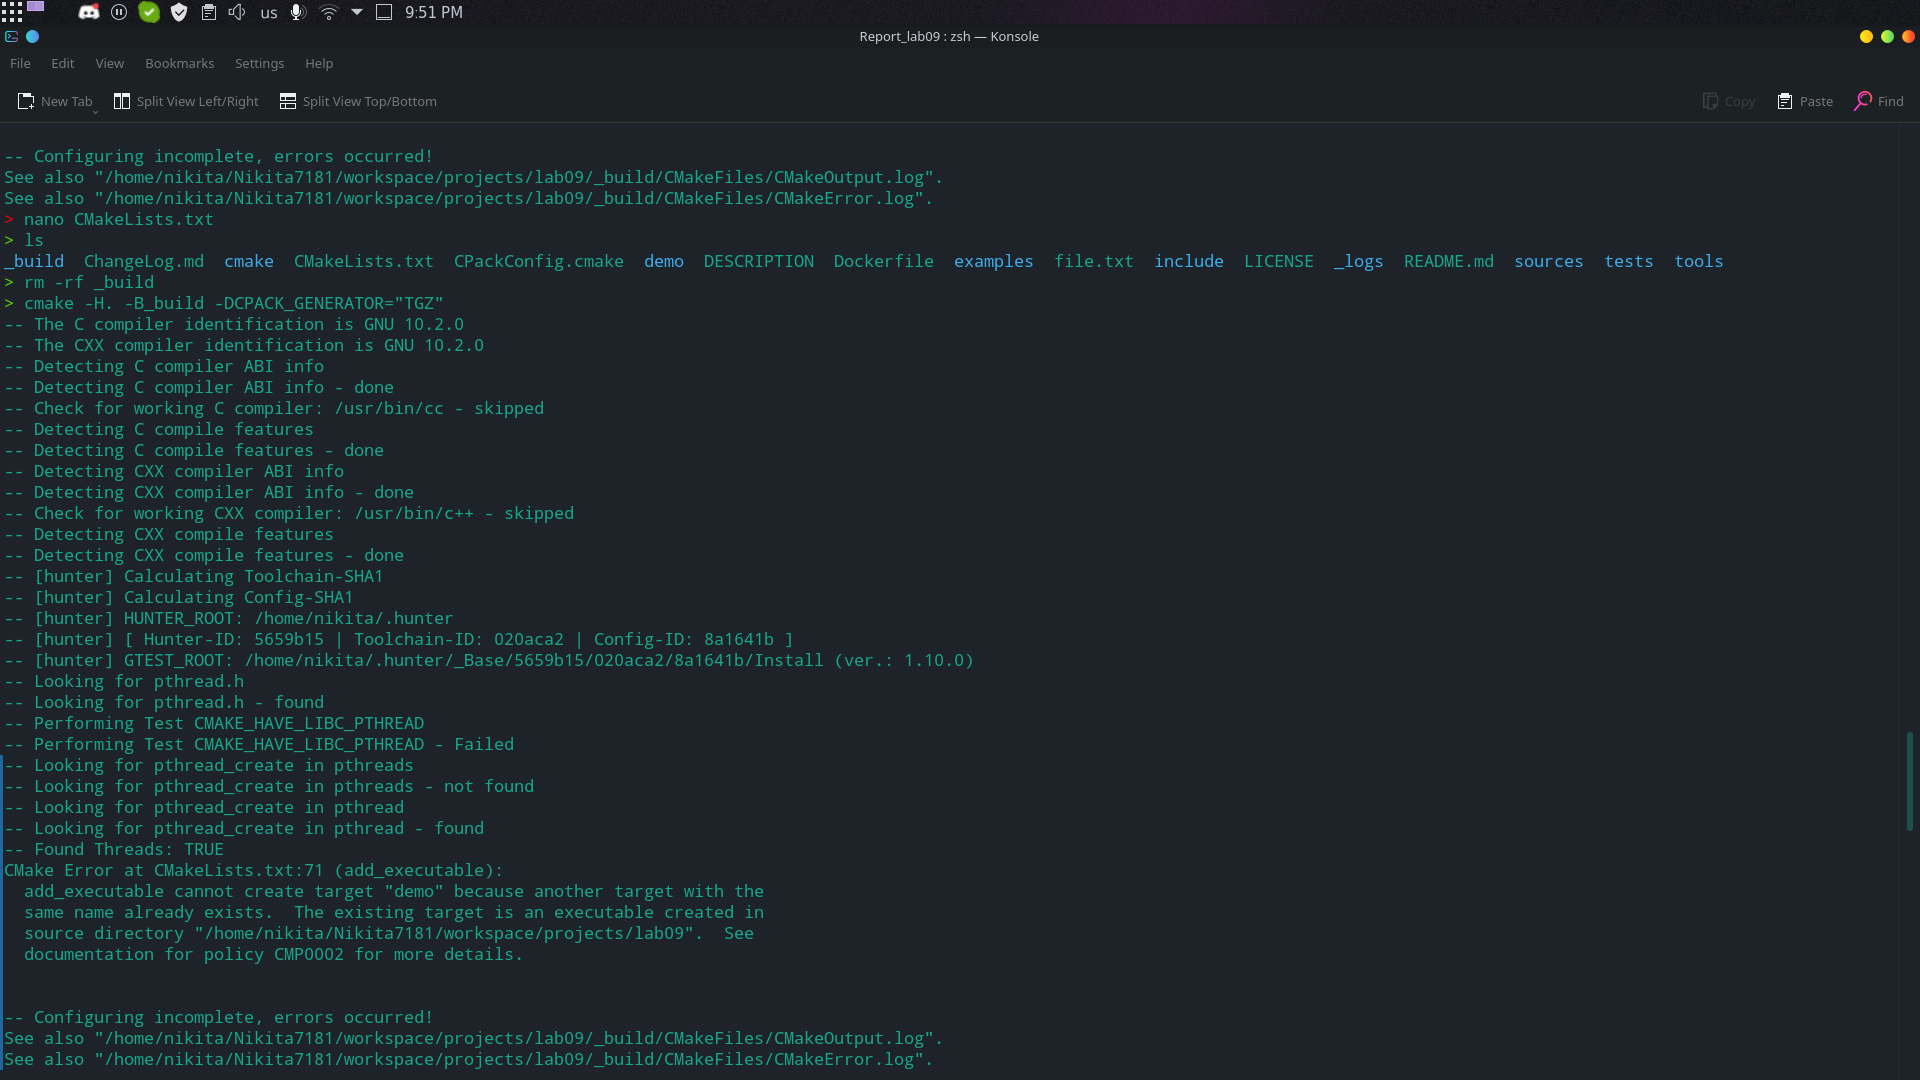 us 9:51 PM
Report_lab09 : zsh — Konsole
File Edit View Bookmarks Settings Help
New Tab Split View Left/Right Split View Top/Bottom Copy Paste Find
-- Configuring incomplete, errors occurred!
See also "/home/nikita/Nikita7181/workspace/projects/lab09/_build/CMakeFiles/CMakeOutput.log".
See also "/home/nikita/Nikita7181/workspace/projects/lab09/_build/CMakeFiles/CMakeError.log".
> nano CMakeLists.txt
> ls
_build ChangeLog.md cmake CMakeLists.txt CPackConfig.cmake demo DESCRIPTION Dockerfile examples file.txt include LICENSE _logs README.md sources tests tools
> rm -rf _build
> cmake -H. -B_build -DCPACK_GENERATOR="TGZ"
-- The C compiler identification is GNU 10.2.0
-- The CXX compiler identification is GNU 10.2.0
-- Detecting C compiler ABI info
-- Detecting C compiler ABI info - done
-- Check for working C compiler: /usr/bin/cc - skipped
-- Detecting C compile features
-- Detecting C compile features - done
-- Detecting CXX compiler ABI info
-- Detecting CXX compiler ABI info - done
-- Check for working CXX compiler: /usr/bin/c++ - skipped
-- Detecting CXX compile features
-- Detecting CXX compile features - done
-- [hunter] Calculating Toolchain-SHA1
-- [hunter] Calculating Config-SHA1
-- [hunter] HUNTER_ROOT: /home/nikita/.hunter
-- [hunter] [ Hunter-ID: 5659b15 | Toolchain-ID: 020aca2 | Config-ID: 8a1641b ]
-- [hunter] GTEST_ROOT: /home/nikita/.hunter/_Base/5659b15/020aca2/8a1641b/Install (ver.: 1.10.0)
-- Looking for pthread.h
-- Looking for pthread.h - found
-- Performing Test CMAKE_HAVE_LIBC_PTHREAD
-- Performing Test CMAKE_HAVE_LIBC_PTHREAD - Failed
-- Looking for pthread_create in pthreads
-- Looking for pthread_create in pthreads - not found
-- Looking for pthread_create in pthread
-- Looking for pthread_create in pthread - found
-- Found Threads: TRUE
CMake Error at CMakeLists.txt:71 (add_executable):
add_executable cannot create target "demo" because another target with the
same name already exists. The existing target is an executable created in
source directory "/home/nikita/Nikita7181/workspace/projects/lab09". See
documentation for policy CMP0002 for more details.
-- Configuring incomplete, errors occurred!
See also "/home/nikita/Nikita7181/workspace/projects/lab09/_build/CMakeFiles/CMakeOutput.log".
See also "/home/nikita/Nikita7181/workspace/projects/lab09/_build/CMakeFiles/CMakeError.log".